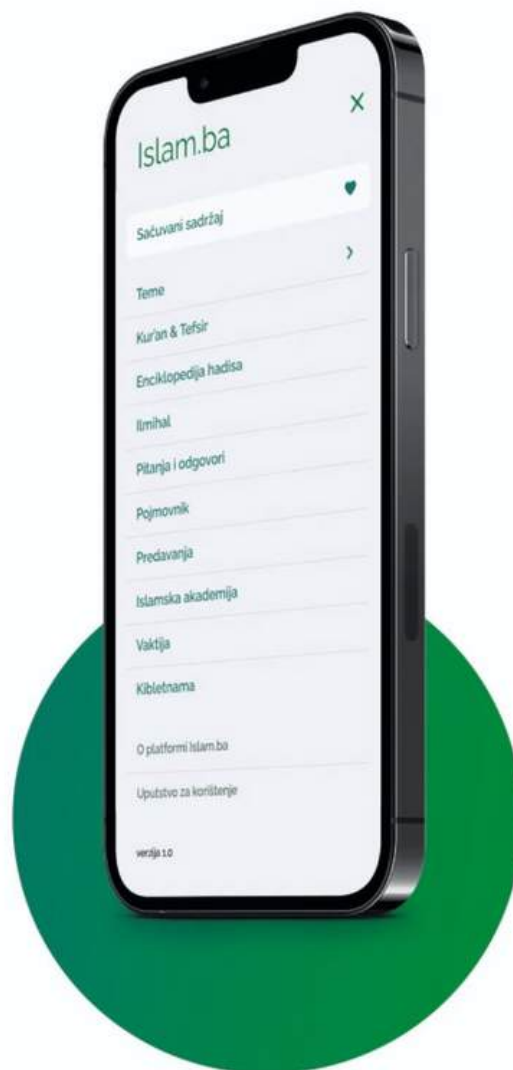 Islam.ba
Sačuvani sadržaj
Teme
Kur'an & Tefsir
Enciklopedija hadisa
Ilmihal
Pitanja i odgovori
Pojmovnik
Predavanja
Islamska akademija
Vaktija
Kibletnama
O platformi Islam.ba
Uputstvo za korištenje
verzija 1.0